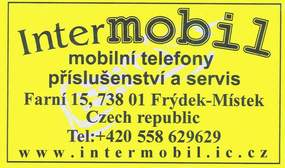 Intermobil
mobilní telefony
příslušenství a servis
Farní 15, 738 01 Frýdek-Místek
Czech republic
Tel:+420 558 629629
www.intermobil.ic.cz